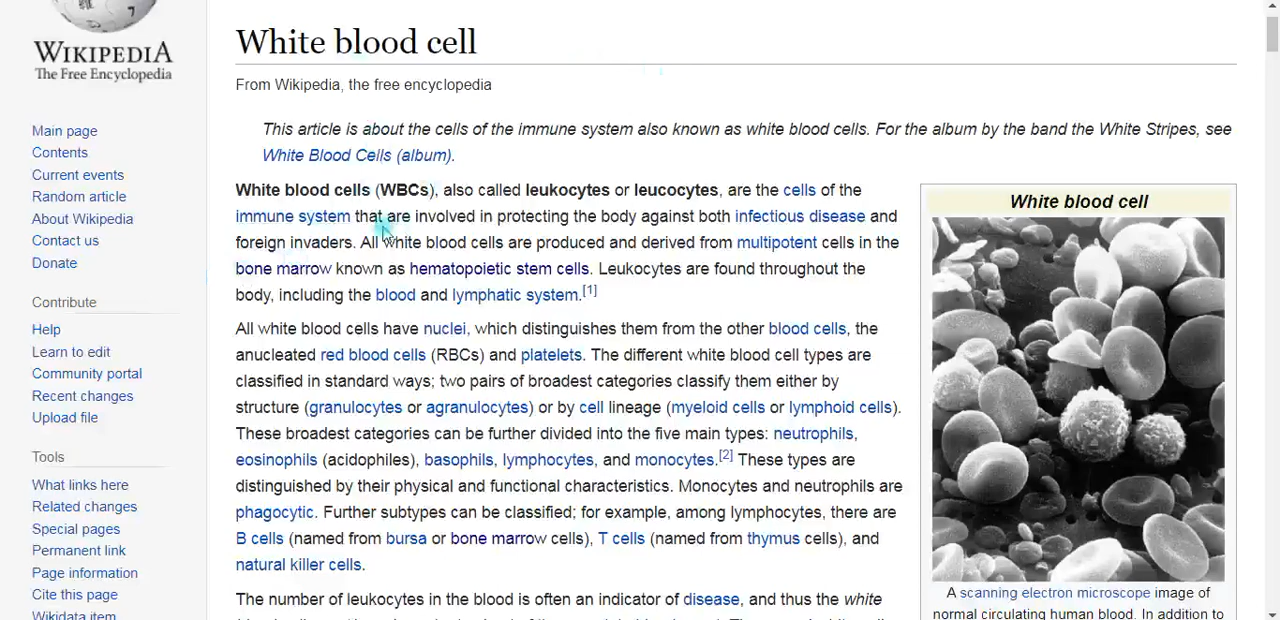 WIKIPEDIA
The Free Encyclopedia
Main page
Contents
Current events
Random article
About Wikipedia
Contact us
Donate
Contribute
Help
Learn to edit
Community portal
Recent changes
Upload file
Tools
What links here
Related changes
Special pages
Permanent link
Page information
Cite this page
Wikidata item
White blood cell
From Wikipedia, the free encyclopedia
This article is about the cells of the immune system also known as white blood cells. For the album by the band the White Stripes, see
White Blood Cells (album).
White blood cells (WBCs), also called leukocytes or leucocytes, are the cells of the
immune system that are involved in protecting the body against both infectious disease and
foreign invaders. All white blood cells are produced and derived from multipotent cells in the
bone marrow known as hematopoietic stem cells. Leukocytes are found throughout the
body, including the blood and lymphatic system.[1]
All white blood cells have nuclei, which distinguishes them from the other blood cells, the
anucleated red blood cells (RBCs) and platelets. The different white blood cell types are
classified in standard ways; two pairs of broadest categories classify them either by
structure (granulocytes or agranulocytes) or by cell lineage (myeloid cells or lymphoid cells).
These broadest categories can be further divided into the five main types: neutrophils,
eosinophils (acidophiles), basophils, lymphocytes, and monocytes.[2] These types are
distinguished by their physical and functional characteristics. Monocytes and neutrophils are
phagocytic. Further subtypes can be classified; for example, among lymphocytes, there are
B cells (named from bursa or bone marrow cells), T cells (named from thymus cells), and
natural killer cells.
The number of leukocytes in the blood is often an indicator of disease, and thus the white
White blood cell
A scanning electron microscope image of
normal circulating human blood. In addition to